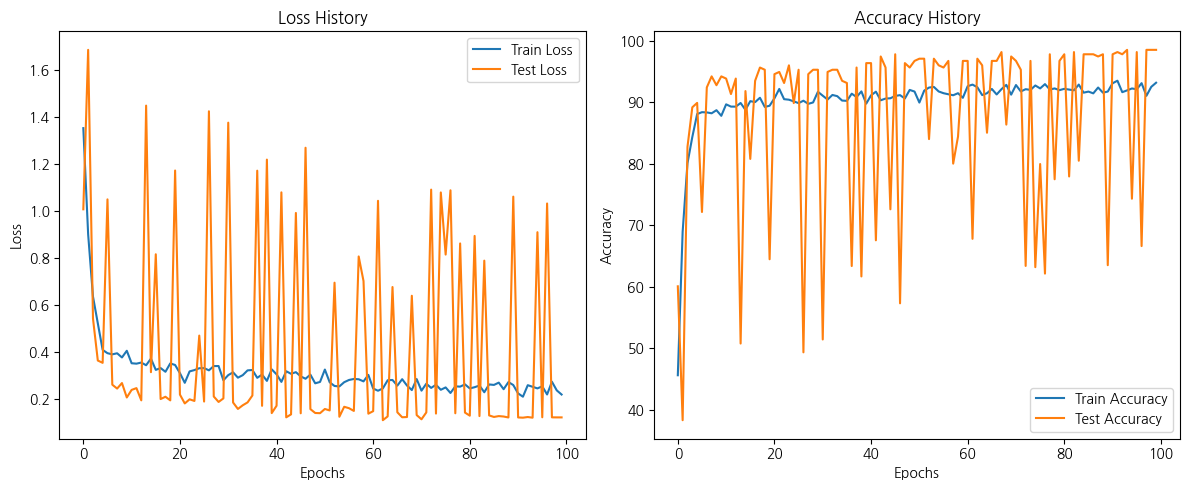 Loss History
Train Loss
Test Loss
1.6
1.4
1.2
1.0
0.8
0.6
0.4
0.2
Loss
0 20 40 60 80 100
Epochs
Accuracy History
100
90
80
70
60
50
40
Accuracy
Train Accuracy
Test Accuracy
0 20 40 60 80 100
Epochs